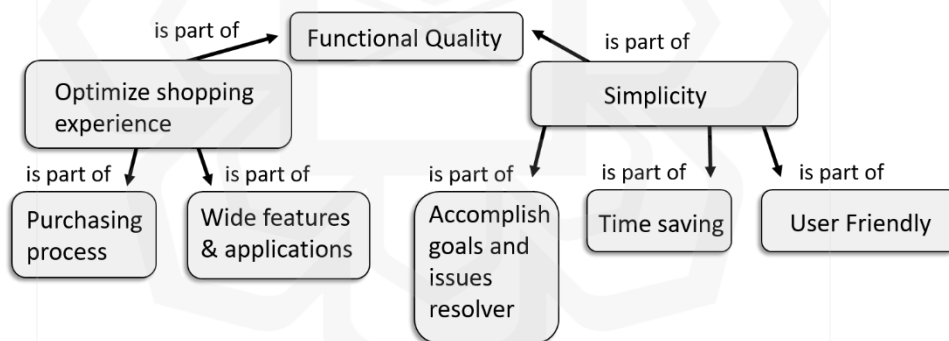 is part of
Functional Quality
is part of
Optimize shopping
experience
Simplicity
is part of
is part of
is part of
is part of
is part of
Purchasing
process
Wide features
& applications
Accomplish
goals and
issues
resolver
Time saving
User Friendly